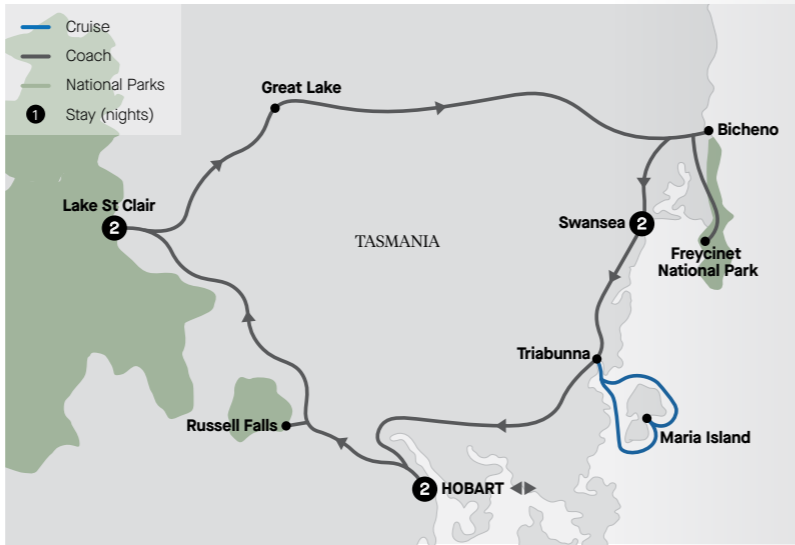 Cruise
Coach
National Parks
1 Stay (nights)
Great Lake
Bicheno
Lake St Clair
2
Swansea 2
TASMANIA
Freycinet
National Park
Triabunna
Russell Falls
Maria Island
2 HOBART